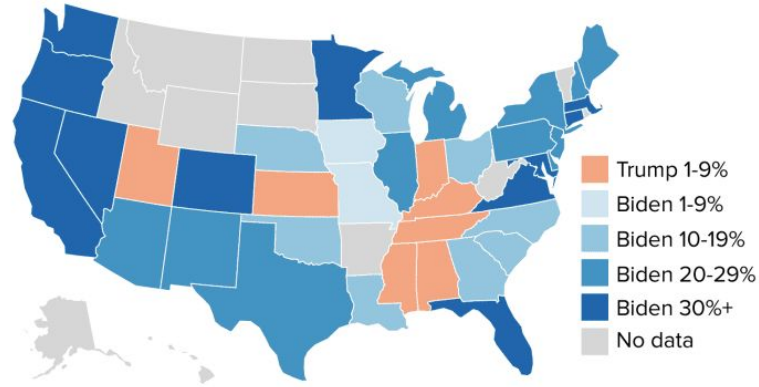 Trump 1-9%
Biden 1-9%
Biden 10-19%
Biden 20-29%
Biden 30%+
No data